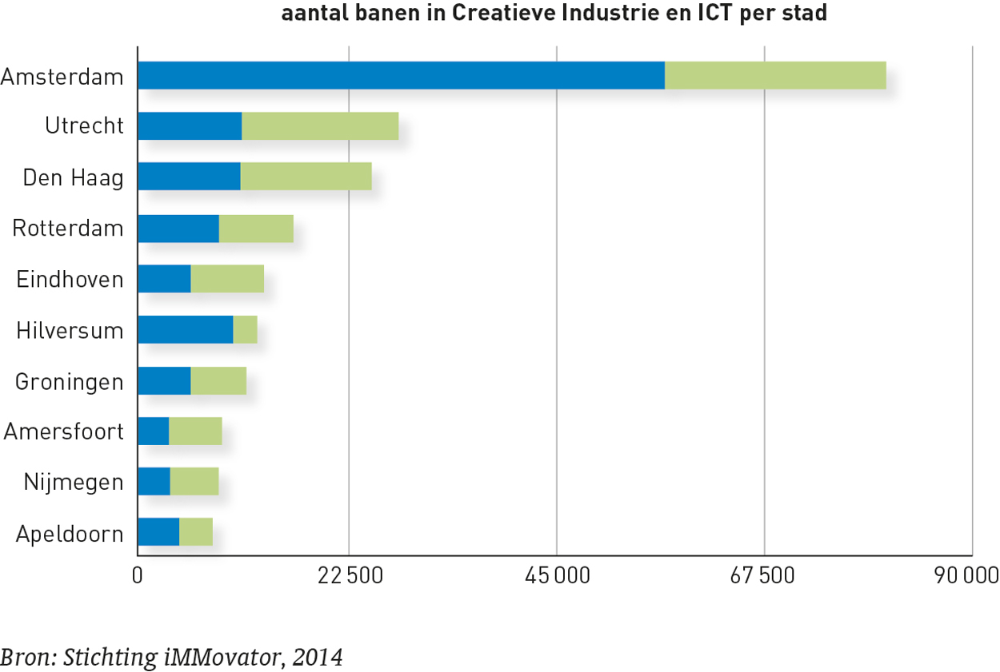 aantal banen in Creatieve Industrie en ICT per stad
Amsterdam
Utrecht
Den Haag
Rotterdam
Eindhoven
Hilversum
Groningen
Amersfoort
Nijmegen
Apeldoorn
0 22 500 45 000 67 500 90 000
Bron: Stichting iMMovator, 2014